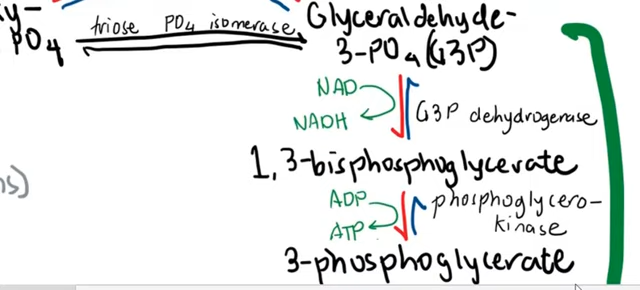 triose PO4 isomerase
PO4
Glyceraldehyde-
3-PO4 (G3P)
NAD
NADH
G3P dehydrogenase
1,3-bisphosphoglycerate
ADP
ATP
phosphoglycero-
kinase
3-phosphoglycerate